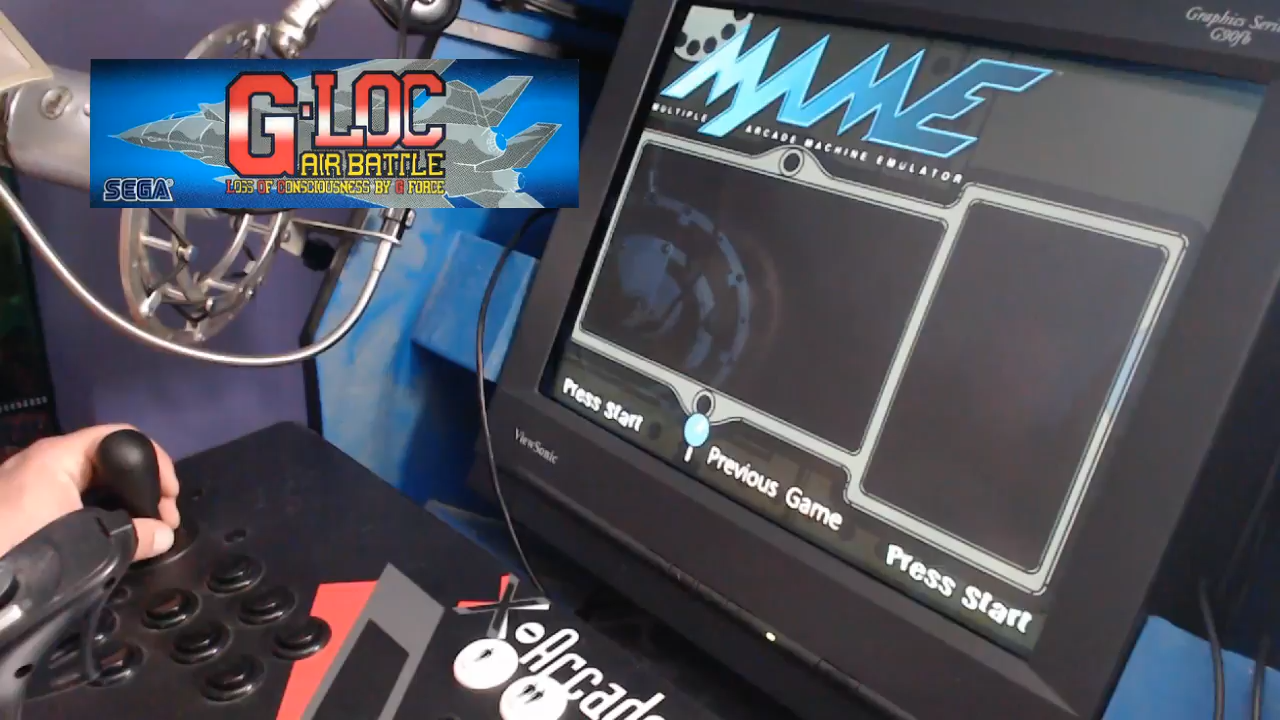 G-LOC
AIR BATTLE
LOSS OF CONSCIOUSNESS BY G FORCE
SEGA
Graphics Series
G90fb
MAME
MULTIPLE ARCADE MACHINE EMULATOR
Press Start
Previous Game
Press Start
ViewSonic
X-Arcade